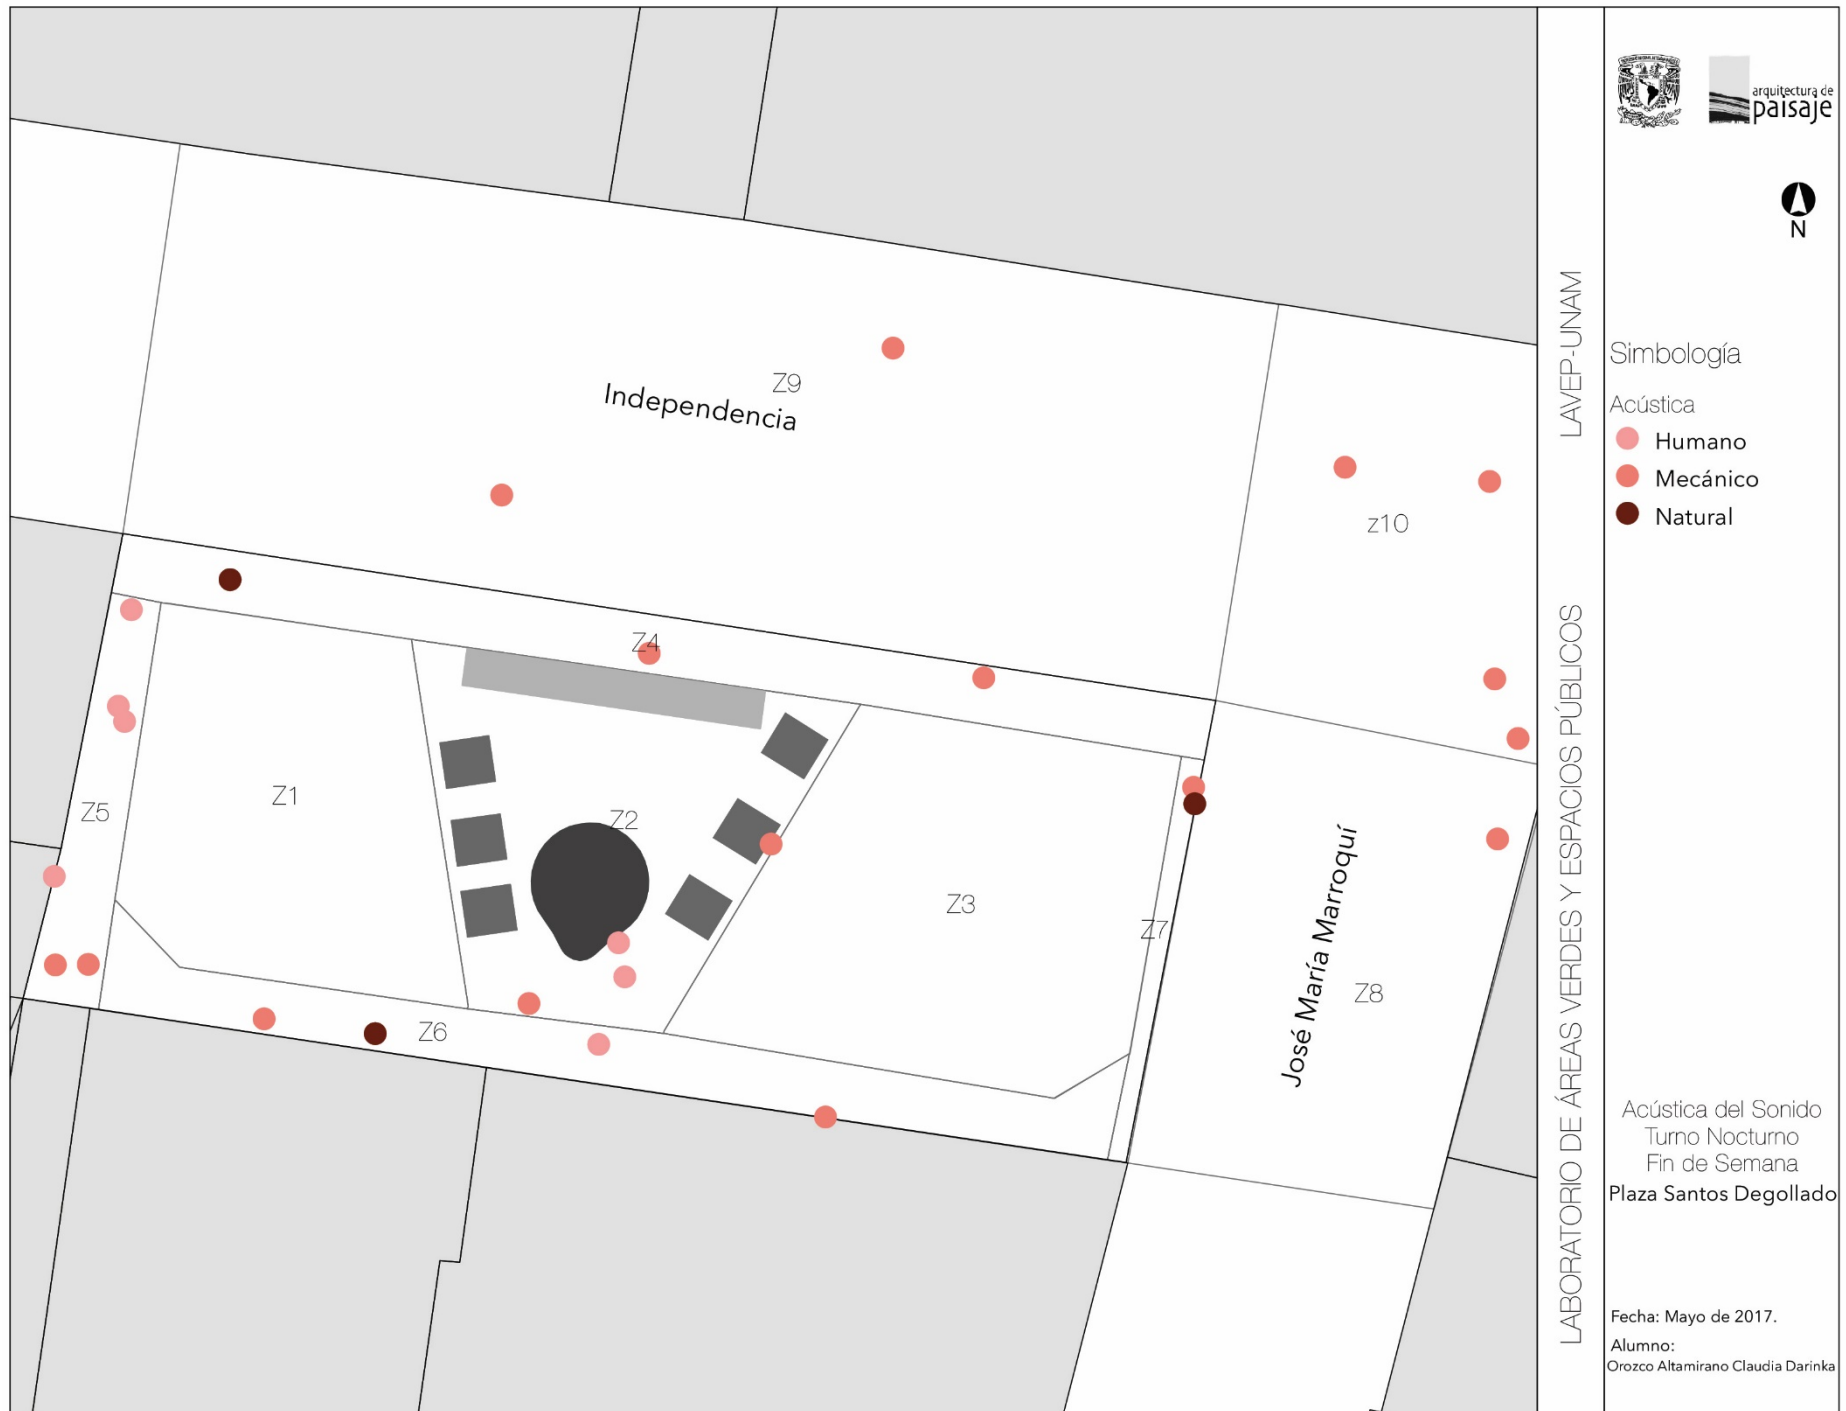 Independencia
Z9
z10
Z4
Z1
Z2
Z5
Z3
Z7
José María Marroquí
Z8
Z6
LABORATORIO DE ÁREAS VERDES Y ESPACIOS PÚBLICOS LAVEP-UNAM
arquitectura de
paisaje
N
Simbología
Acústica
Humano
Mecánico
Natural
Acústica del Sonido
Turno Nocturno
Fin de Semana
Plaza Santos Degollado
Fecha: Mayo de 2017.
Alumno:
Orozco Altamirano Claudia Darinka